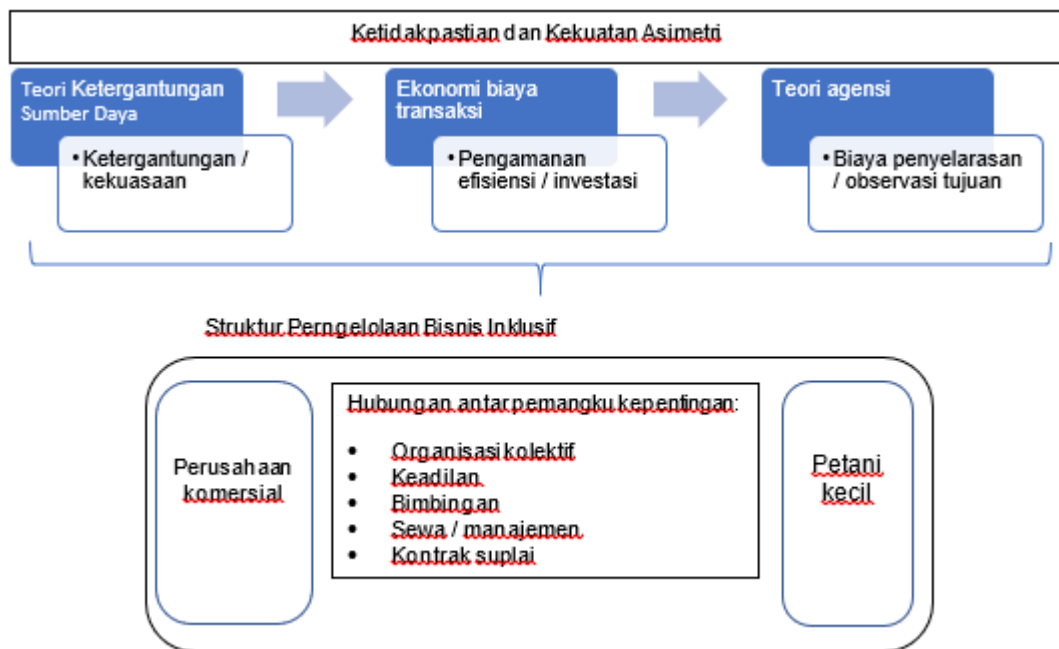 Ketidakpastian dan Kekuatan Asimetri
Teori Ketergantungan
Sumber Daya
• Ketergantungan /
kekuasaan
Ekonomi biaya
transaksi
• Pengamanan
efisiensi / investasi
Teori agensi
• Biaya penyelarasan
/ observasi tujuan
Struktur Perngelolaan Bisnis Inklusif
Perusahaan
komersial
Hubungan antar pemangku kepentingan:
• Organisasi kolektif
• Keadilan
• Bimbingan
• Sewa / manajemen
• Kontrak suplai
Petani
kecil